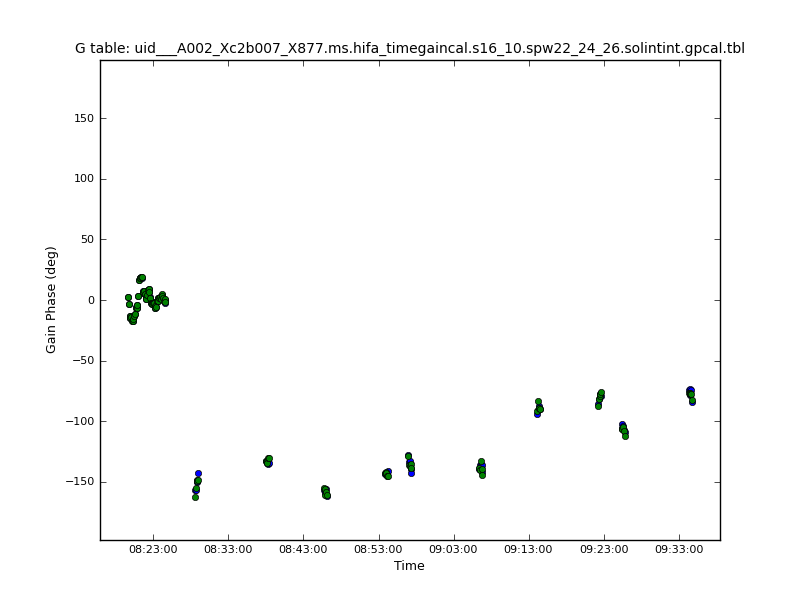 G table: uid___A002_Xc2b007_X877.ms.hifa_timegaincal.s16_10.spw22_24_26.solintint.gpcal.tbl
150
100
50
0
−50
−100
−150
Gain Phase (deg)
08:23:00 08:33:00 08:43:00 08:53:00 09:03:00 09:13:00 09:23:00 09:33:00
Time